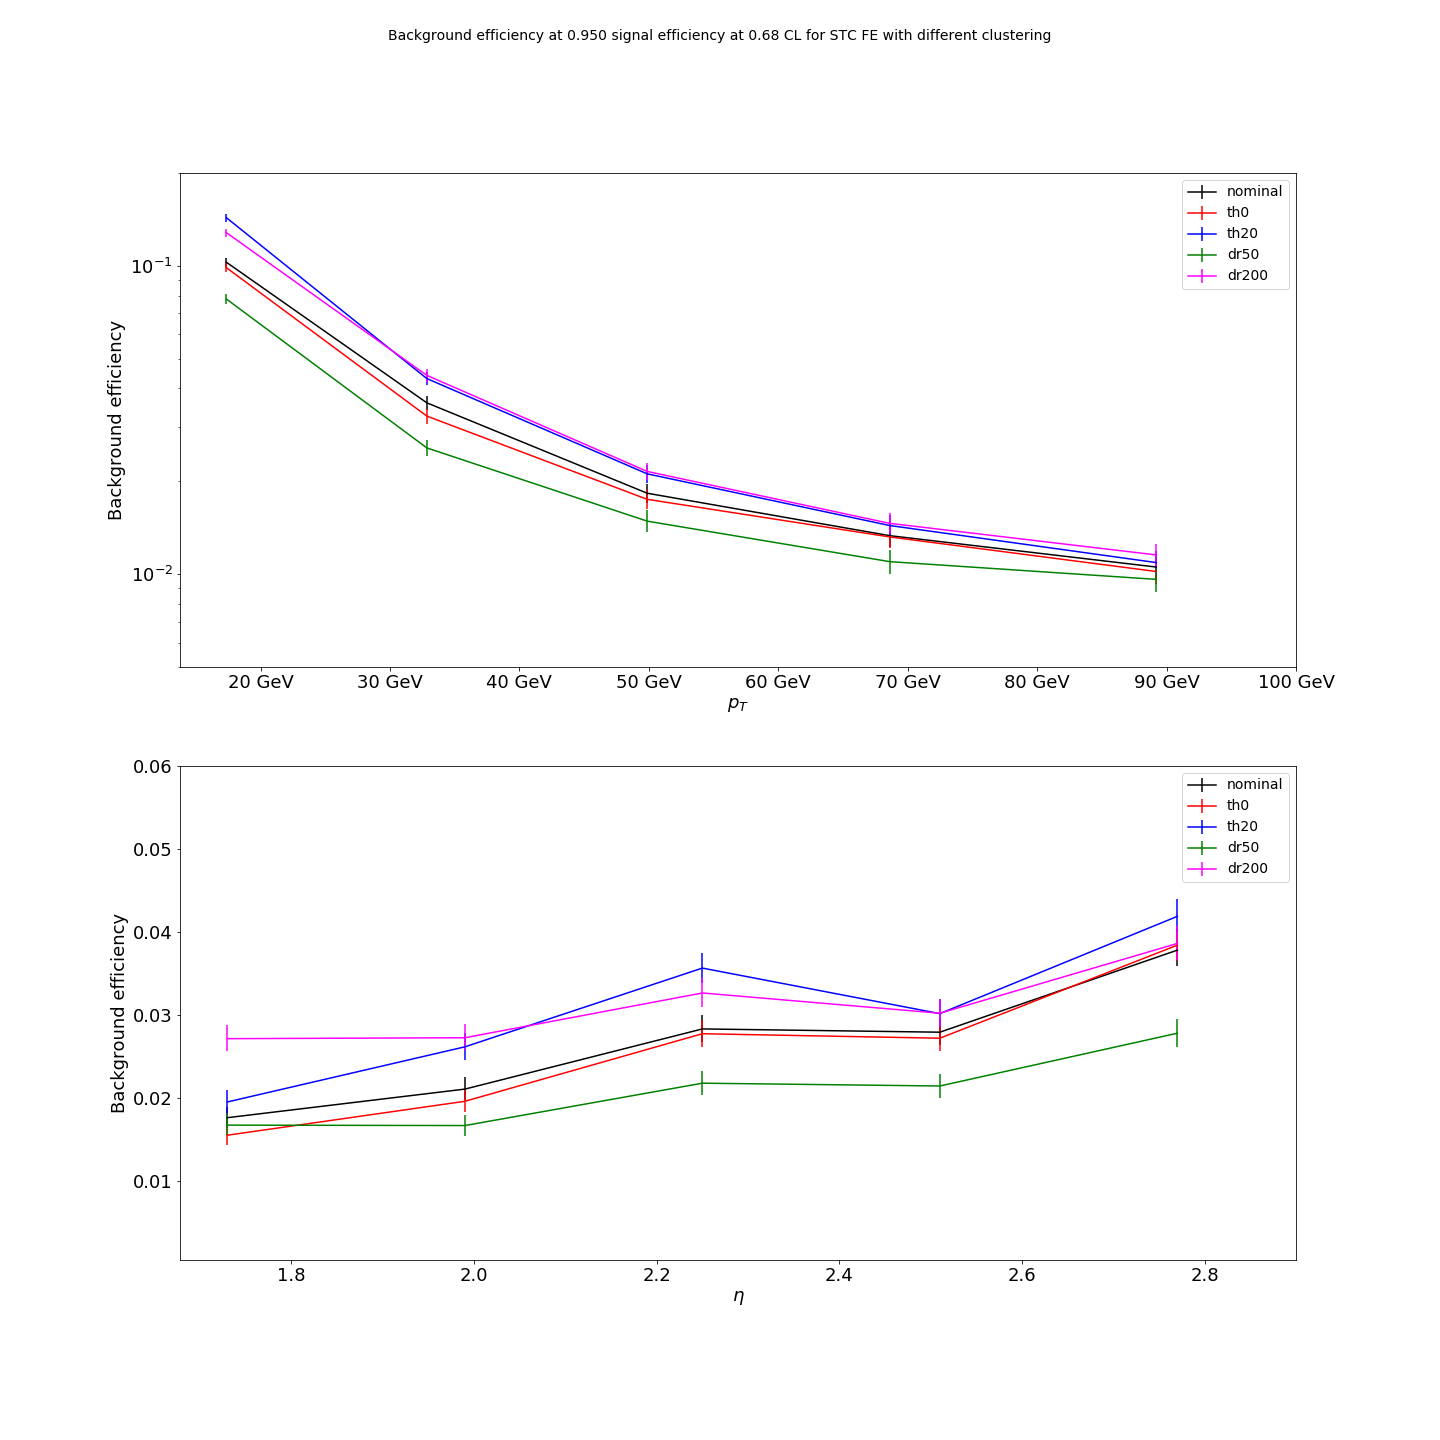 Background efficiency at 0.950 signal efficiency at 0.68 CL for STC FE with different clustering
nominal
th0
th20
dr50
dr200
10⁻¹
10⁻²
Background efficiency
20 GeV 30 GeV 40 GeV 50 GeV 60 GeV 70 GeV 80 GeV 90 GeV 100 GeV
p_T
nominal
th0
th20
dr50
dr200
0.06
0.05
0.04
0.03
0.02
0.01
Background efficiency
1.8 2.0 2.2 2.4 2.6 2.8
η